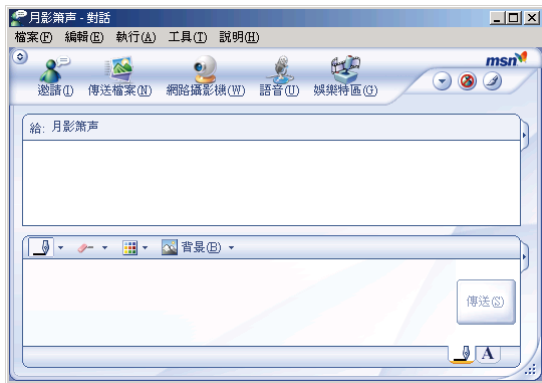 月影箫声 - 對話
檔案(F) 編輯(E) 執行(A) 工具(T) 說明(H)
msn
邀請(I) 傳送檔案(N) 網路攝影機(W) 語音(U) 娛樂特區(G)
給: 月影箫声
背景(B)
傳送(S)
A